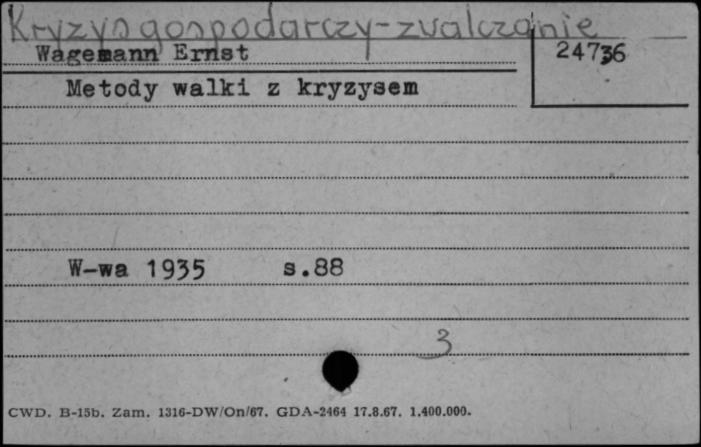 Kryzys gospodarczy-zwalczanie
Wagemann Ernst
24736
Metody walki z kryzysem
W-wa 1935 s.88
3
CWD. B-15b. Zam. 1316-DW/On/67. GDA-2464 17.8.67. 1.400.000.